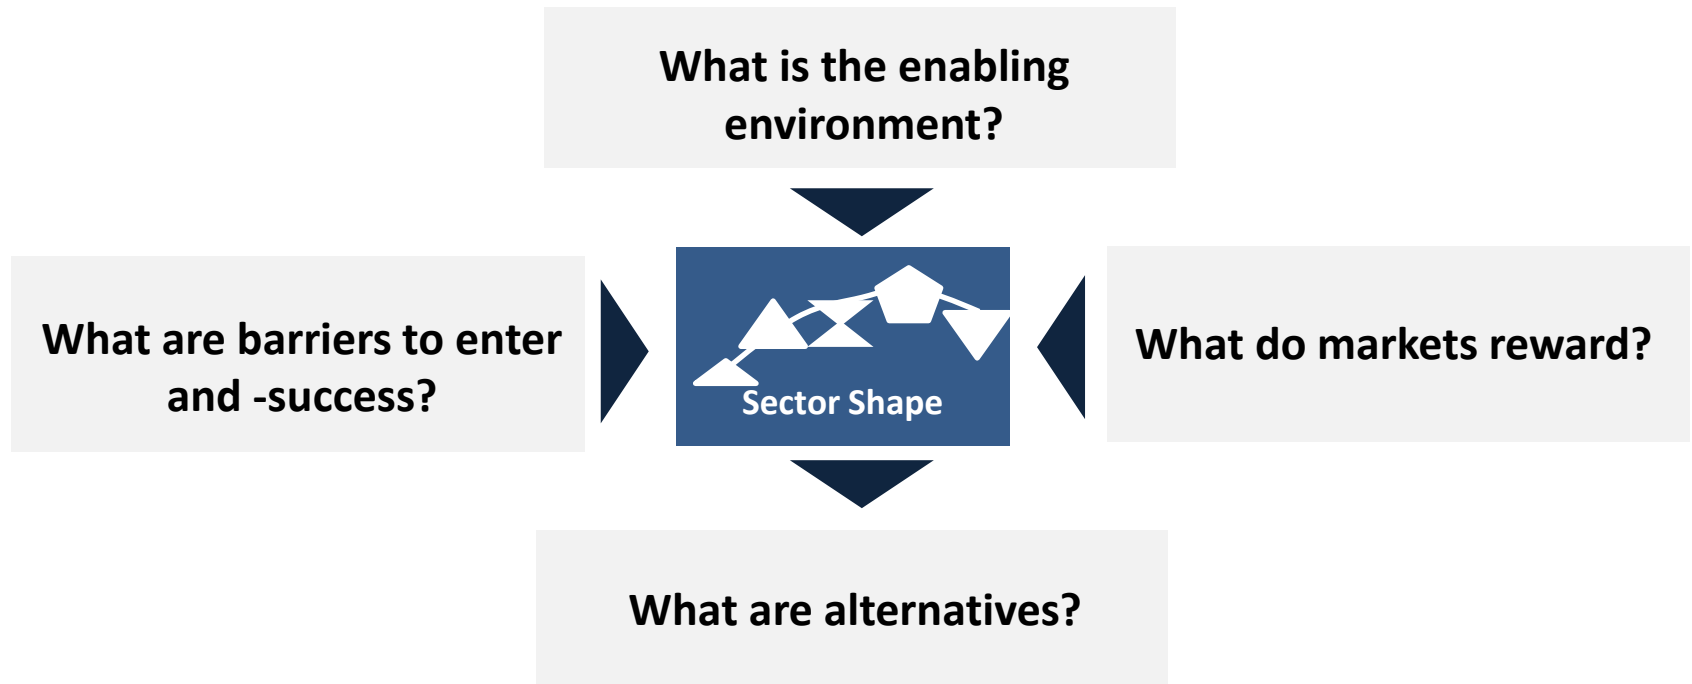 What is the enabling
environment?
What are barriers to enter
and -success?
Sector Shape
What do markets reward?
What are alternatives?